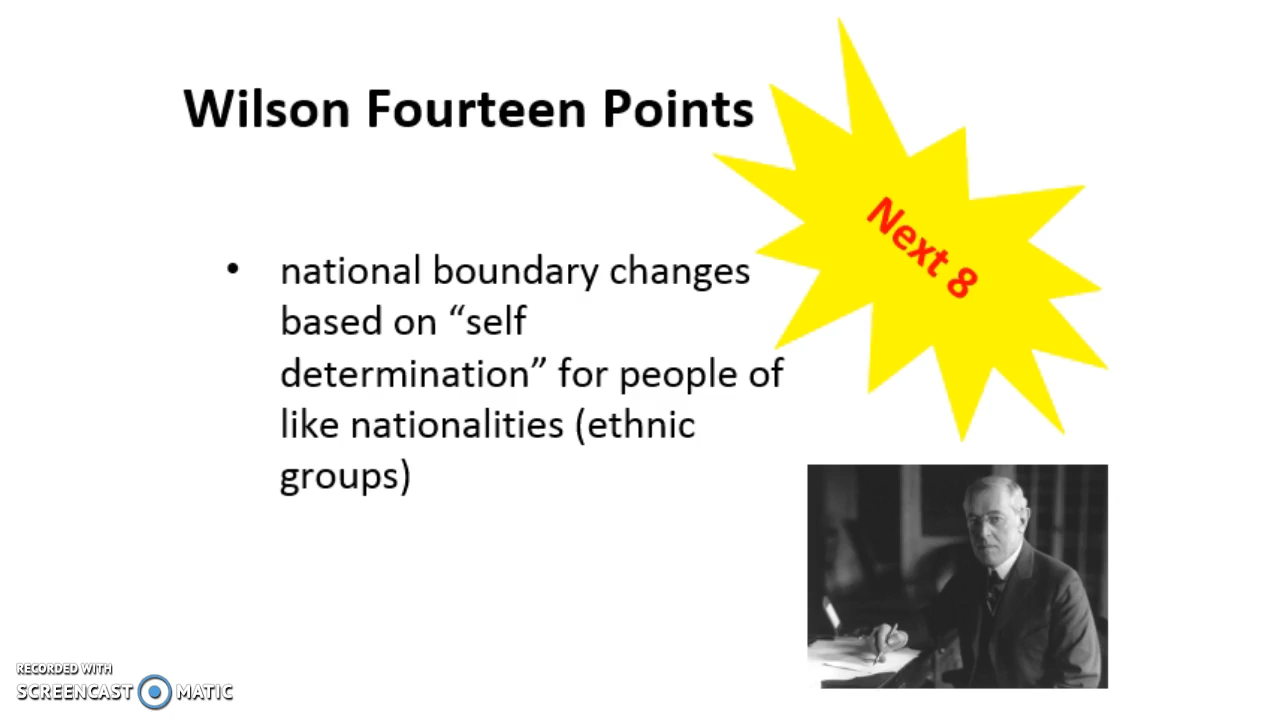 Wilson Fourteen Points
Next 8
• national boundary changes
based on “self
determination” for people of
like nationalities (ethnic
groups)
RECORDED WITH
SCREENCAST MATIC